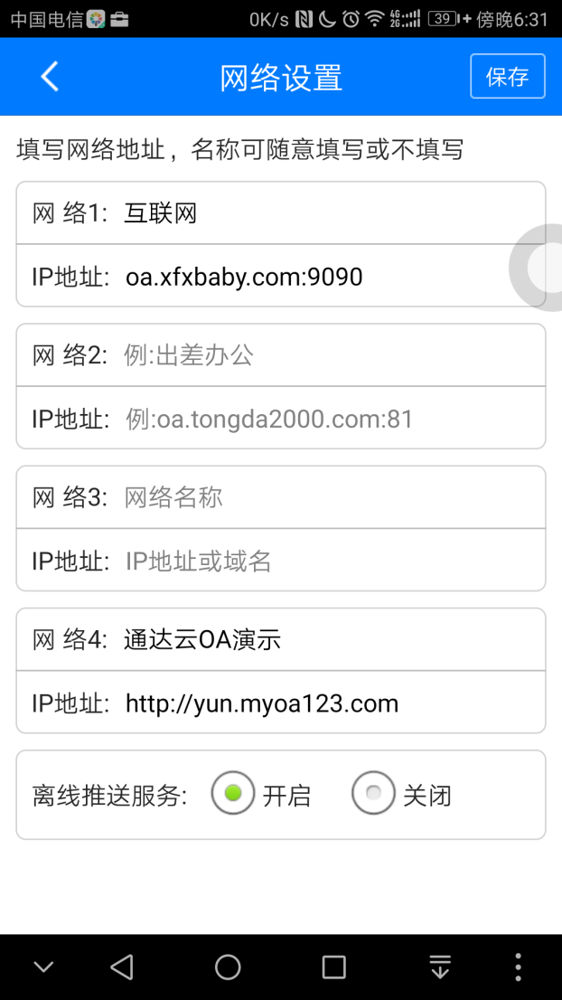 中国电信 0K/s 4G 2G 39 傍晚6:31
网络设置 保存
填写网络地址，名称可随意填写或不填写
网 络1: 互联网
IP地址: oa.xfxbaby.com:9090
网 络2: 例:出差办公
IP地址: 例:oa.tongda2000.com:81
网 络3: 网络名称
IP地址: IP地址或域名
网 络4: 通达云OA演示
IP地址: http://yun.myoa123.com
离线推送服务: 开启 关闭